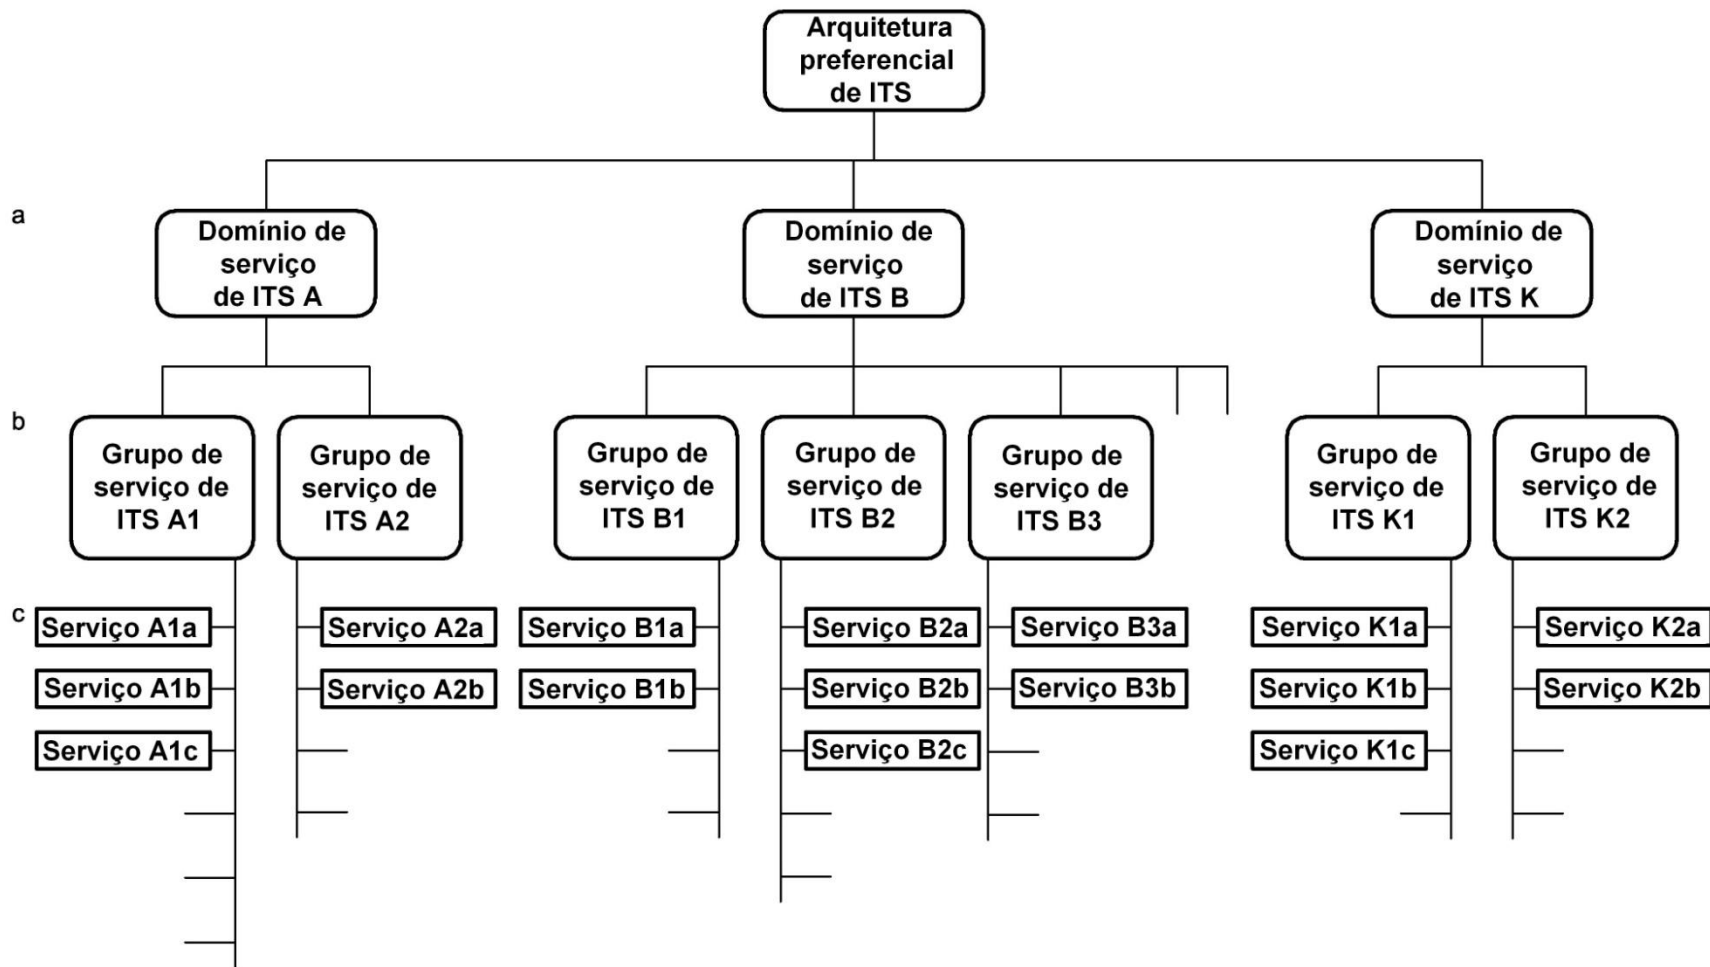 Arquitetura
preferencial
de ITS
a
Domínio de
serviço
de ITS A
Domínio de
serviço
de ITS B
Domínio de
serviço
de ITS K
b
Grupo de
serviço de
ITS A1
Grupo de
serviço de
ITS A2
Grupo de
serviço de
ITS B1
Grupo de
serviço de
ITS B2
Grupo de
serviço de
ITS B3
Grupo de
serviço de
ITS K1
Grupo de
serviço de
ITS K2
c
Serviço A1a
Serviço A1b
Serviço A1c
Serviço A2a
Serviço A2b
Serviço B1a
Serviço B1b
Serviço B2a
Serviço B2b
Serviço B2c
Serviço B3a
Serviço B3b
Serviço K1a
Serviço K1b
Serviço K1c
Serviço K2a
Serviço K2b